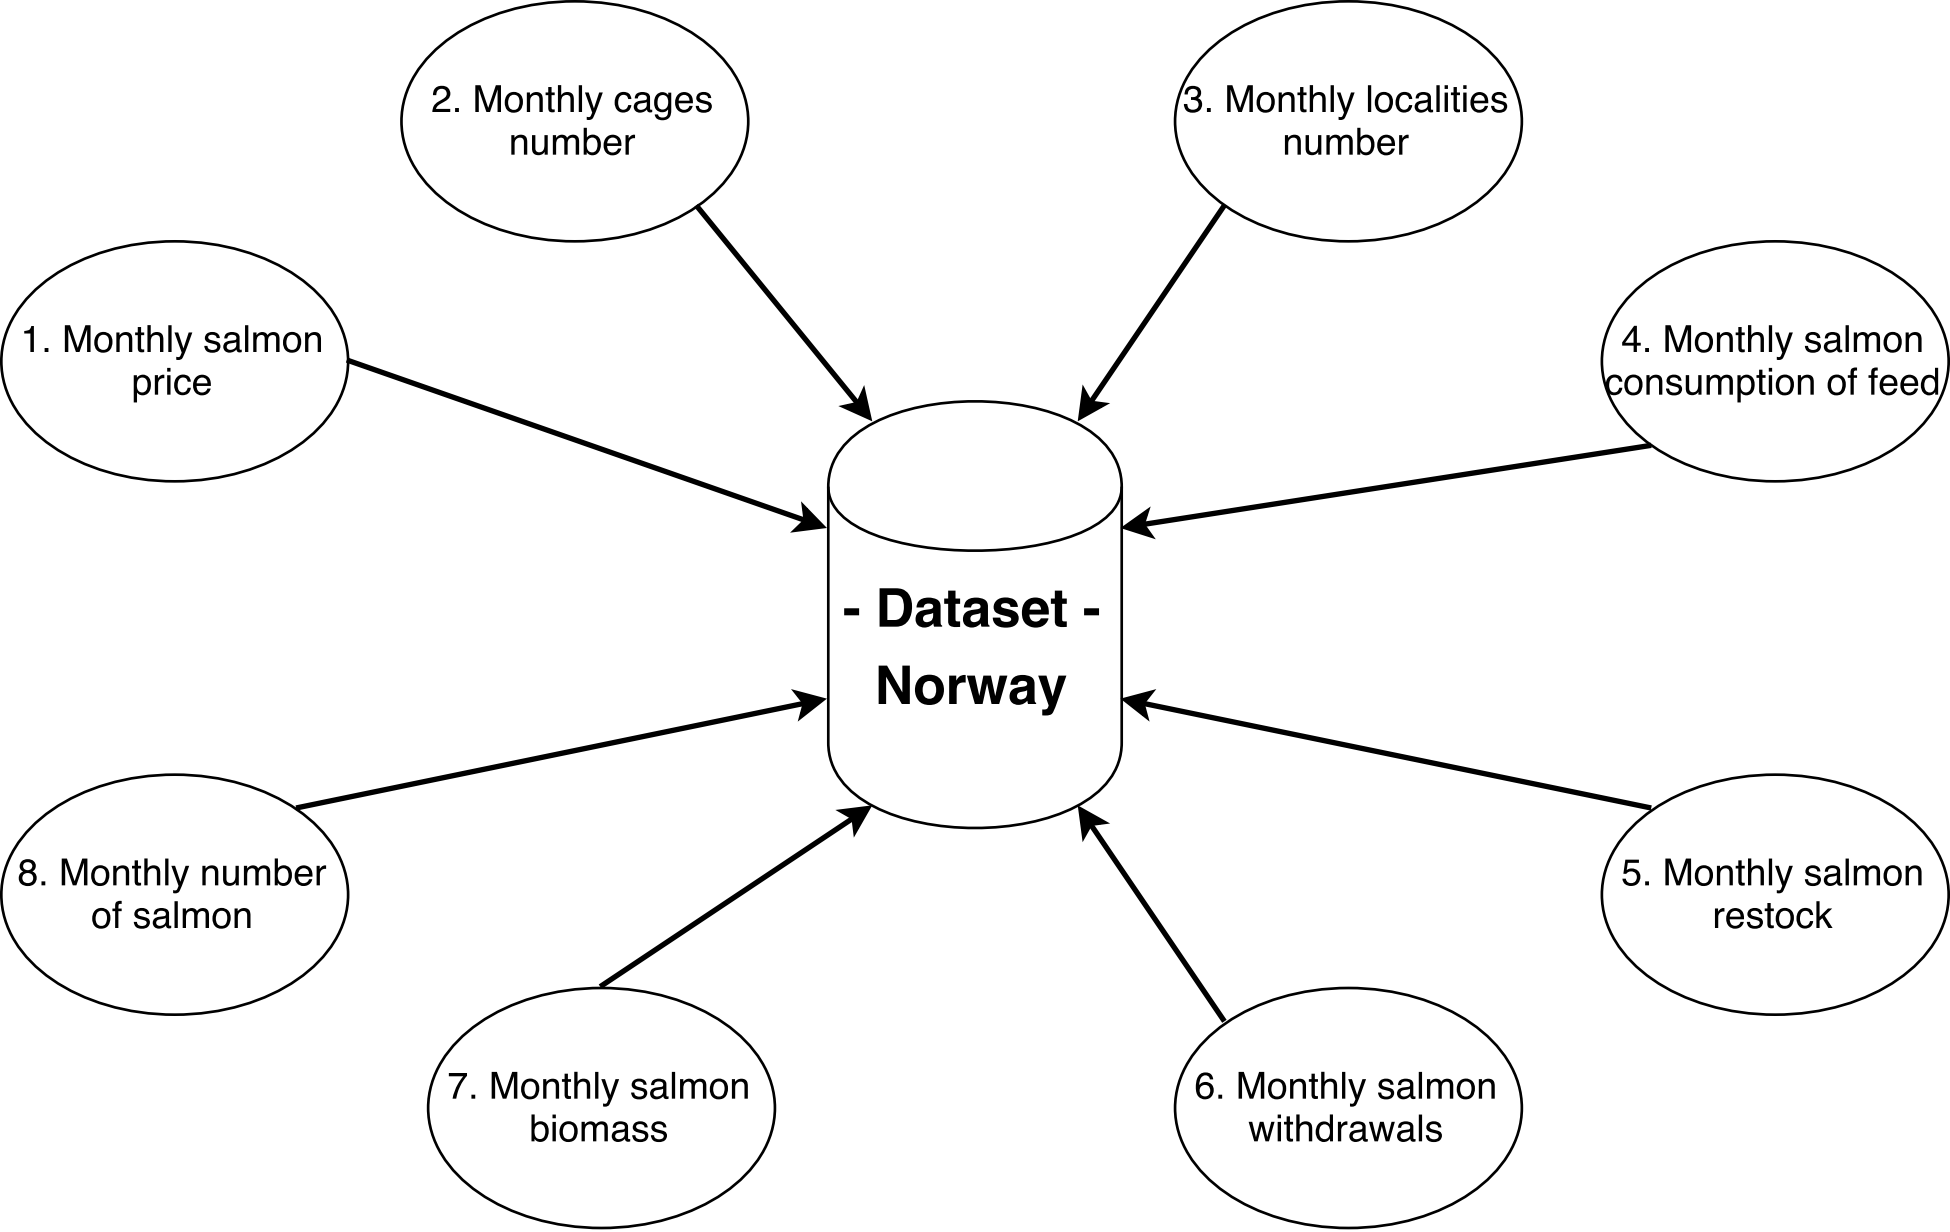 1. Monthly salmon
price
2. Monthly cages
number
3. Monthly localities
number
4. Monthly salmon
consumption of feed
- Dataset -
Norway
5. Monthly salmon
restock
6. Monthly salmon
withdrawals
7. Monthly salmon
biomass
8. Monthly number
of salmon